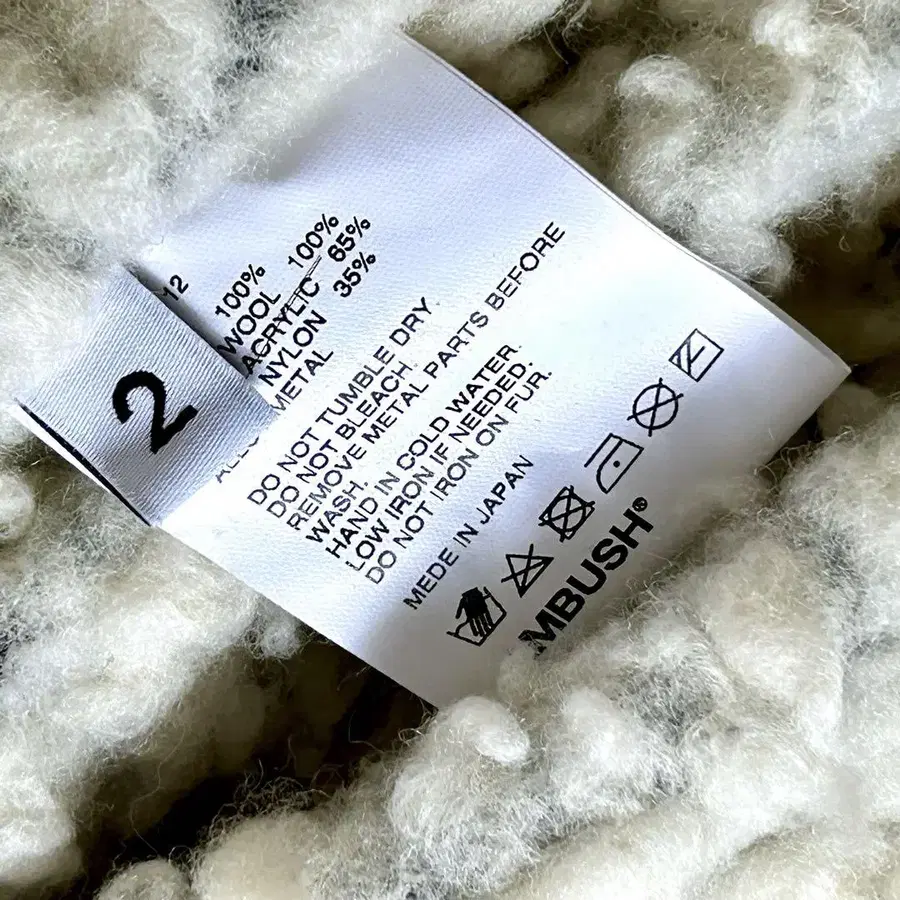 2
12
100%
WOOL 100%
ACRYLIC 65%
NYLON 35%
METAL
DO NOT TUMBLE DRY
DO NOT BLEACH
REMOVE METAL PARTS BEFORE
WASH.
HAND IN COLD WATER.
LOW IRON IF NEEDED.
DO NOT IRON ON FUR.
MEDE IN JAPAN
MBUSH®